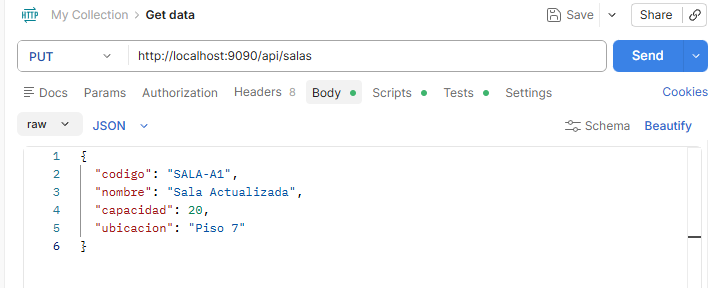 HTTP My Collection > Get data Save Share
PUT http://localhost:9090/api/salas Send
Docs Params Authorization Headers 8 Body Scripts Tests Settings Cookies
raw JSON Schema Beautify
1 {
2 "codigo": "SALA-A1",
3 "nombre": "Sala Actualizada",
4 "capacidad": 20,
5 "ubicacion": "Piso 7"
6 }